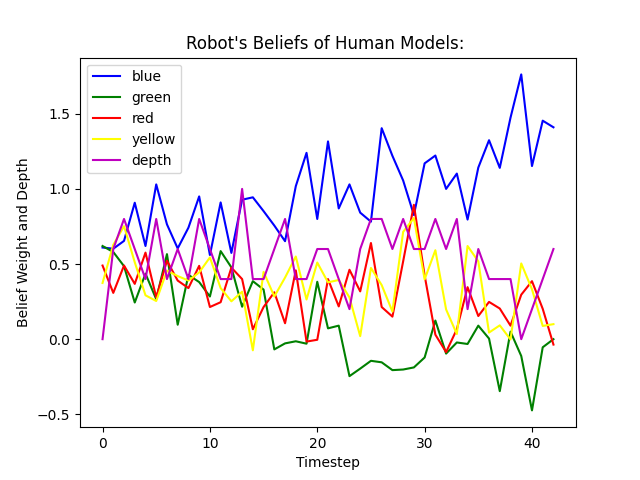 Robot's Beliefs of Human Models:
blue
green
red
yellow
depth
Belief Weight and Depth
1.5
1.0
0.5
0.0
−0.5
0 10 20 30 40
Timestep